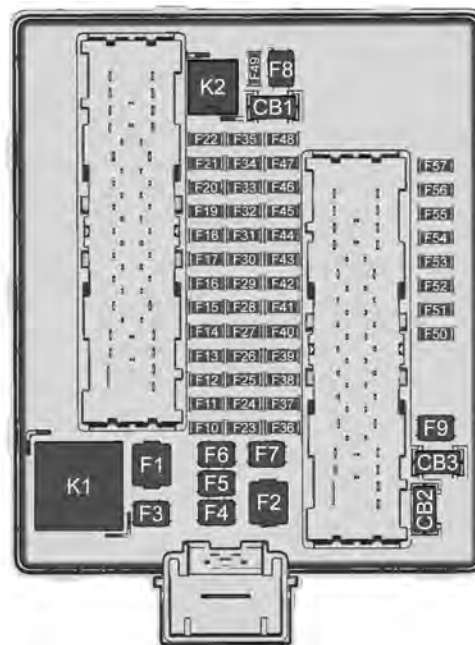 K2 F49 F8
CB1
F22 F35 F48
F21 F34 F47 F57
F20 F33 F46 F56
F19 F32 F45 F55
F18 F31 F44 F54
F17 F30 F43 F53
F16 F29 F42 F52
F15 F28 F41 F51
F14 F27 F40 F50
F13 F26 F39
F12 F25 F38
F11 F24 F37
F10 F23 F36 F9
K1 F1 F6 F7 CB3
F5
F3 F4 F2 CB2